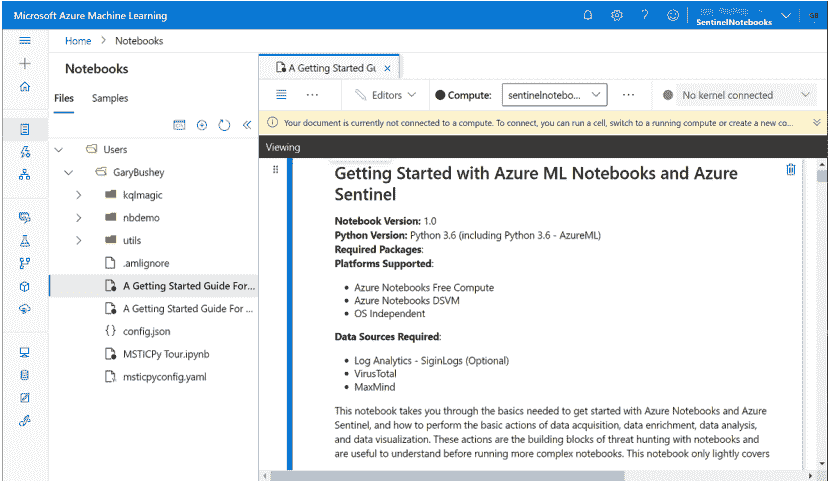 Microsoft Azure Machine Learning
SentinelNotebooks
Home > Notebooks
Notebooks
Files Samples
Users
GaryBushey
kqlmagic
nbdemo
utils
.amlignore
A Getting Started Guide For...
A Getting Started Guide For ...
config.json
MSTICPy Tour.ipynb
msticpyconfig.yaml
A Getting Started Gu
Editors Compute: sentinelnotebo... No kernel connected
Your document is currently not connected to a compute. To connect, you can run a cell, switch to a running compute or create a new co...
Viewing
Getting Started with Azure ML Notebooks and Azure
Sentinel
Notebook Version: 1.0
Python Version: Python 3.6 (including Python 3.6 - AzureML)
Required Packages:
Platforms Supported:
• Azure Notebooks Free Compute
• Azure Notebooks DSVM
• OS Independent
Data Sources Required:
• Log Analytics - SiginLogs (Optional)
• VirusTotal
• MaxMind
This notebook takes you through the basics needed to get started with Azure Notebooks and Azure
Sentinel, and how to perform the basic actions of data acquisition, data enrichment, data analysis,
and data visualization. These actions are the building blocks of threat hunting with notebooks and
are useful to understand before running more complex notebooks. This notebook only lightly covers